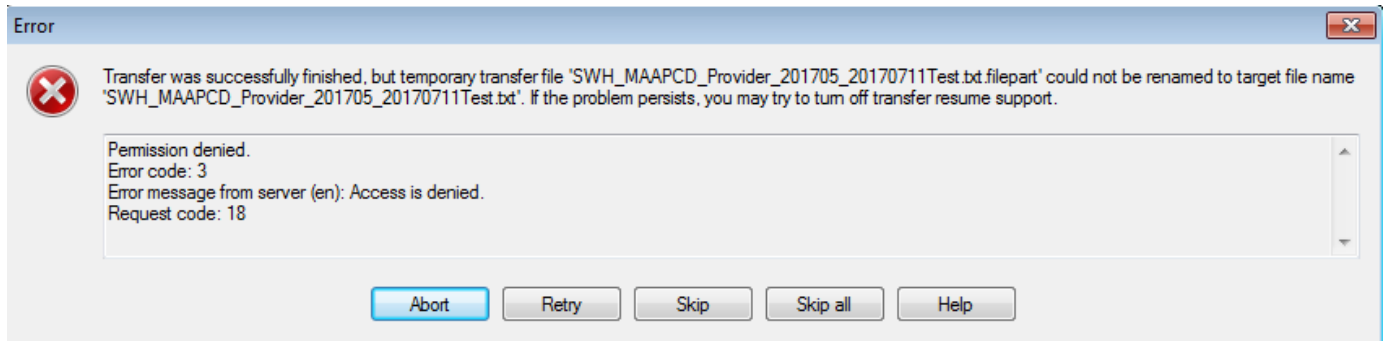 Error
Transfer was successfully finished, but temporary transfer file 'SWH_MAAPCD_Provider_201705_20170711Test.txt.filepart' could not be renamed to target file name
'SWH_MAAPCD_Provider_201705_20170711Test.txt'. If the problem persists, you may try to turn off transfer resume support.
Permission denied.
Error code: 3
Error message from server (en): Access is denied.
Request code: 18
Abort Retry Skip Skip all Help